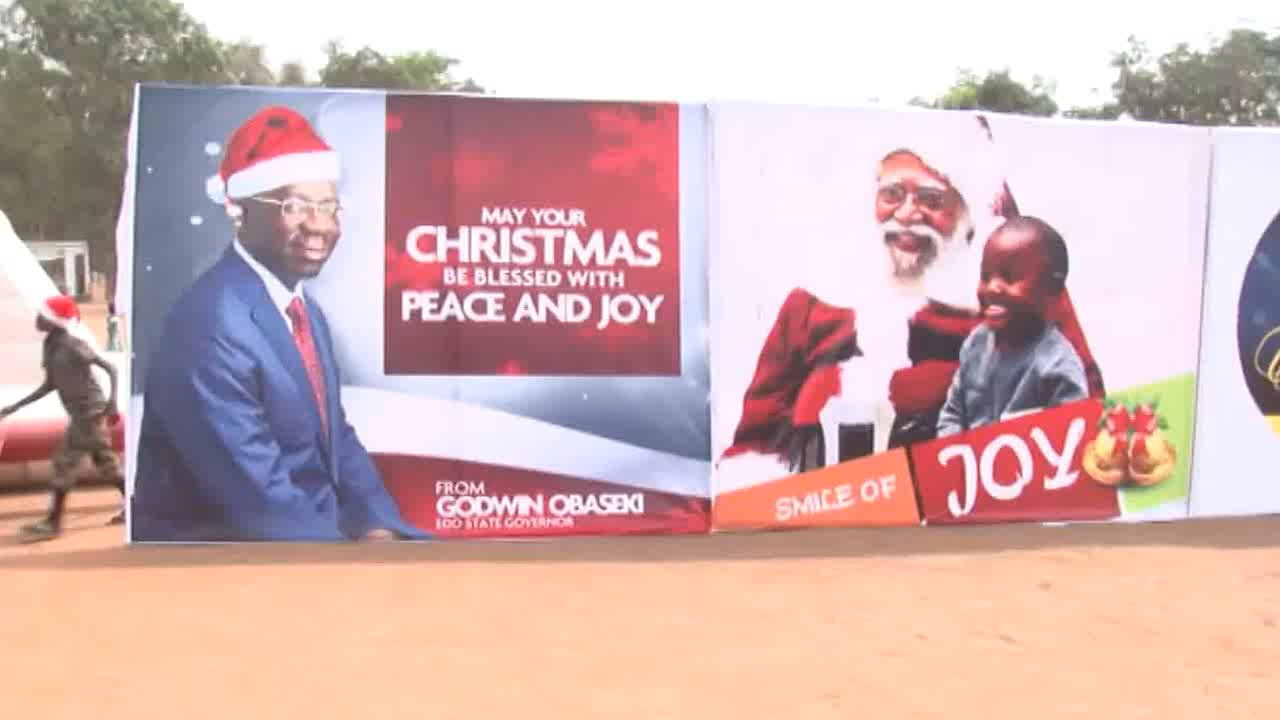 MAY YOUR
CHRISTMAS
BE BLESSED WITH
PEACE AND JOY
FROM
GODWIN OBASEKI
EDO STATE GOVERNOR
SMILE OF
JOY